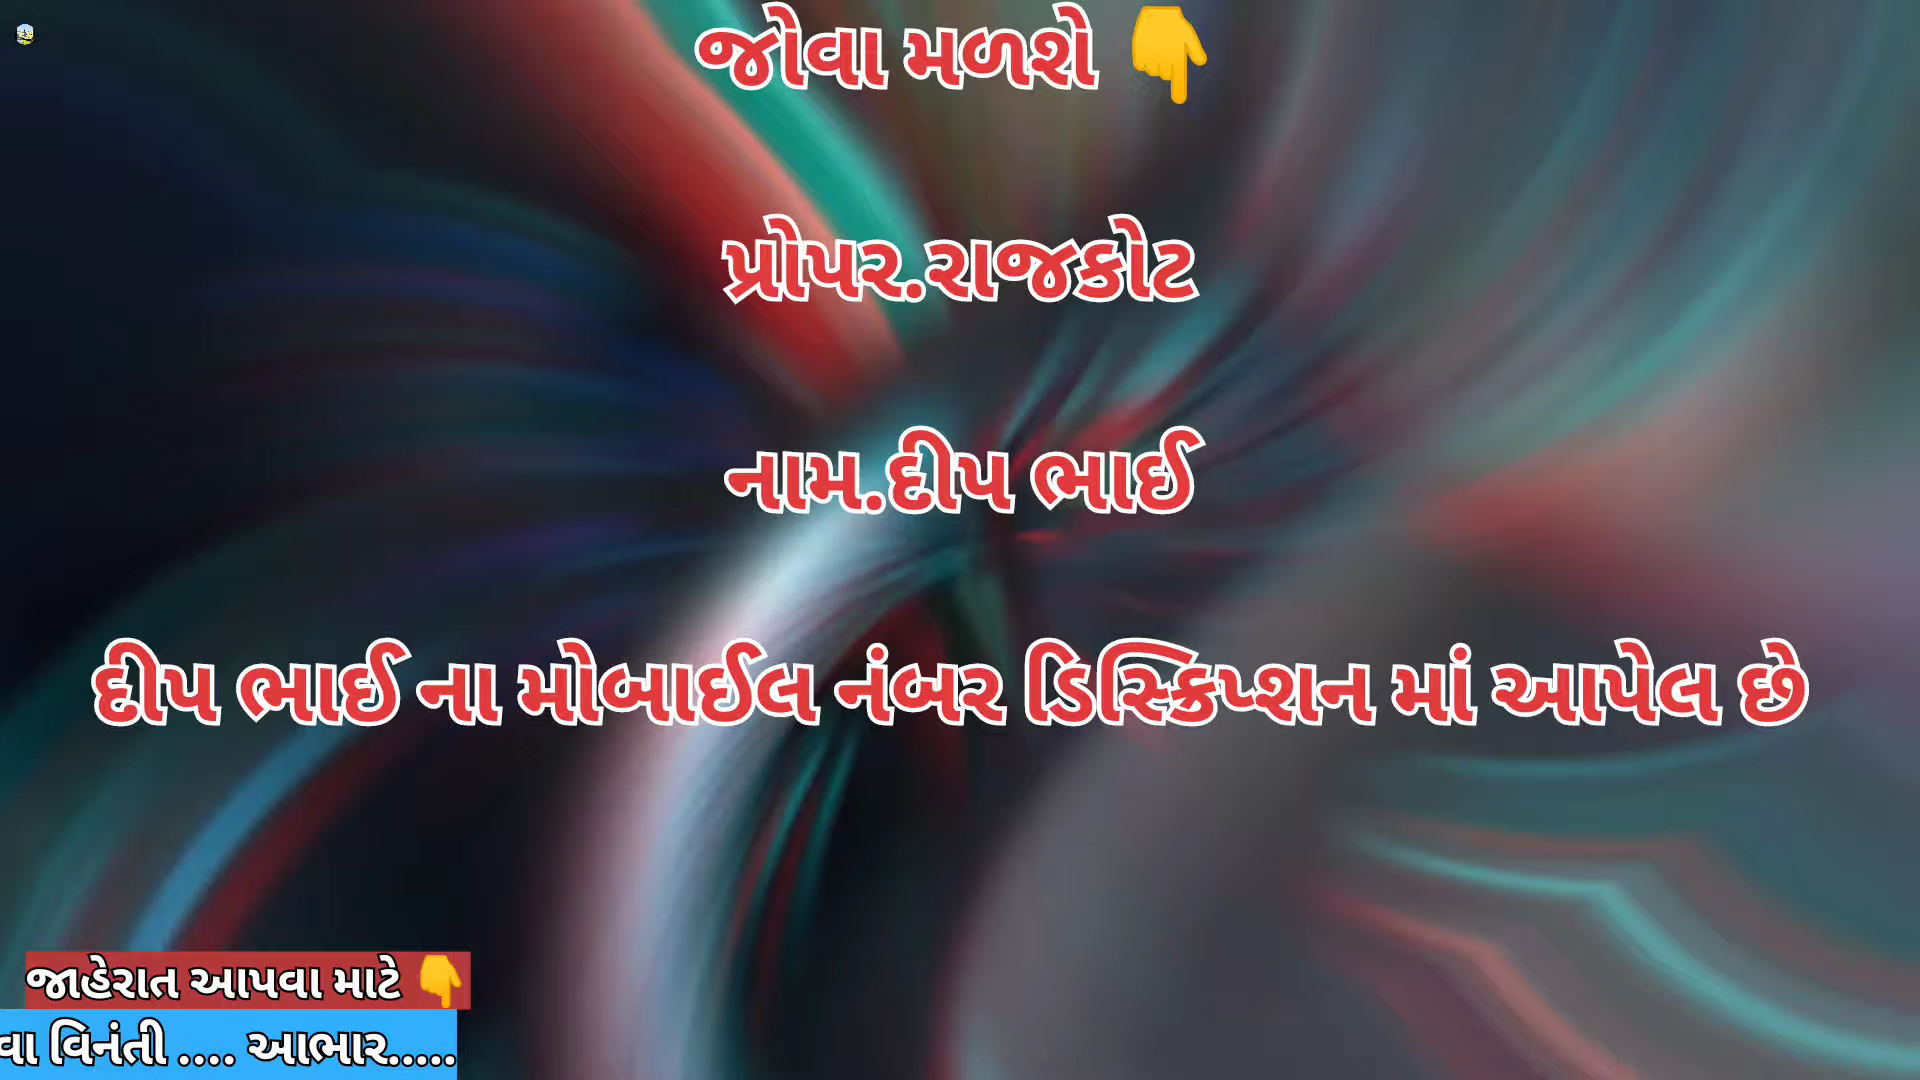 જોવા મળશે 👇
પ્રોપર.રાજકોટ
નામ.દીપ ભાઈ
દીપ ભાઈ ના મોબાઈલ નંબર ડિસ્ક્રિપ્શન માં આપેલ છે
જાહેરાત આપવા માટે 👇
વા વિનંતી .... આભાર.....